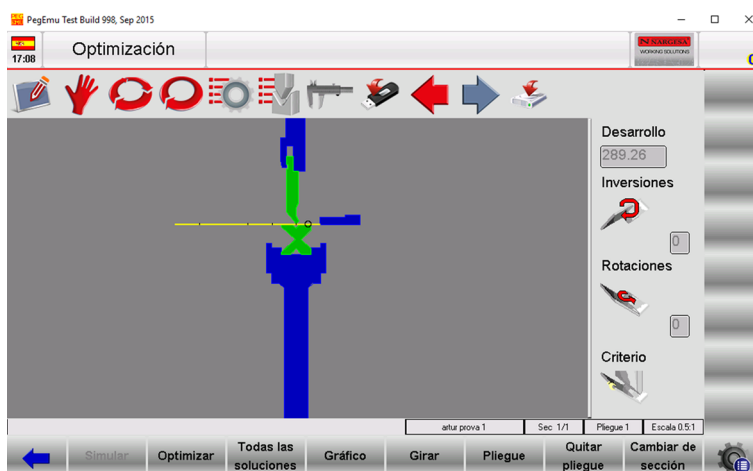 PegEmu Test Build 998, Sep 2015
17:08
Optimización
NARGESA
WORKING SOLUTIONS
Desarrollo
289.26
Inversiones
0
Rotaciones
0
Criterio
artur prova 1
Sec 1/1
Pliegue 1
Escala 0.5:1
Simular
Optimizar
Todas las
soluciones
Gráfico
Girar
Pliegue
Quitar
pliegue
Cambiar de
sección